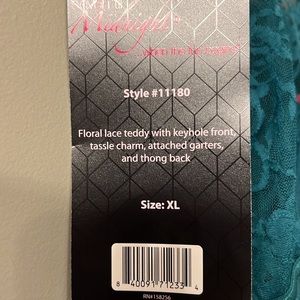 Midnight
Style #11180
Floral lace teddy with keyhole front,
tassle charm, attached garters,
and thong back
Size: XL
8 40091 71233 4
RN#158256